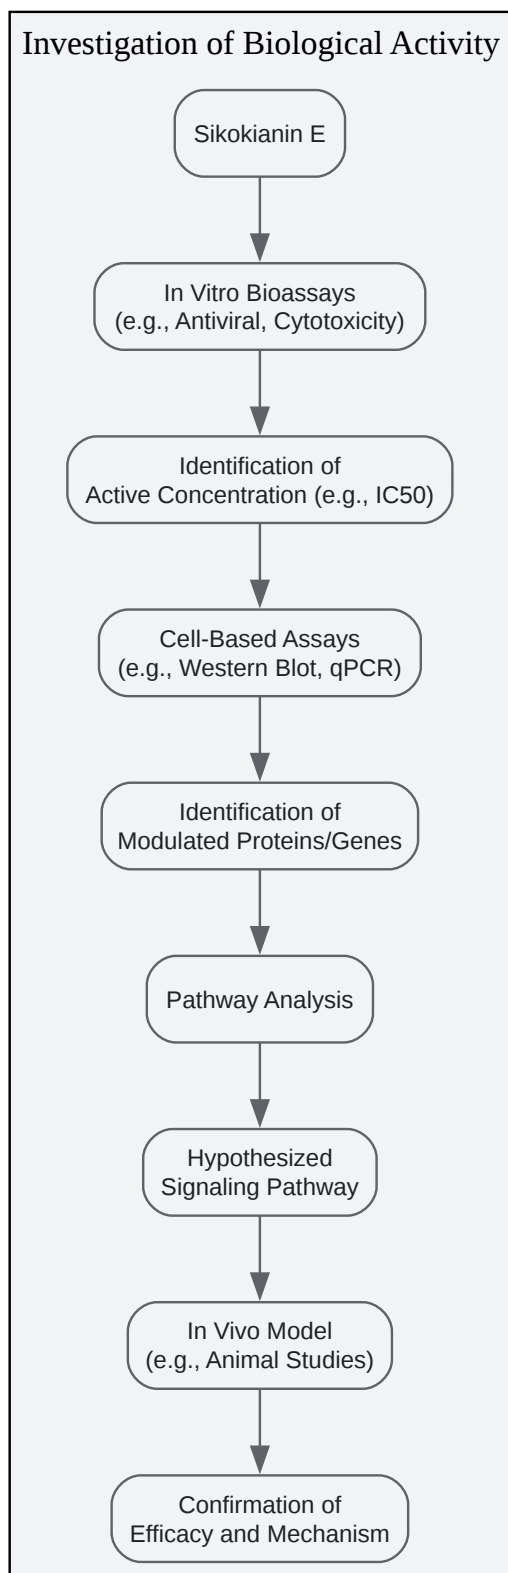 Investigation of Biological Activity
Sikokianin E
In Vitro Bioassays
(e.g., Antiviral, Cytotoxicity)
Identification of
Active Concentration (e.g., IC50)
Cell-Based Assays
(e.g., Western Blot, qPCR)
Identification of
Modulated Proteins/Genes
Pathway Analysis
Hypothesized
Signaling Pathway
In Vivo Model
(e.g., Animal Studies)
Confirmation of
Efficacy and Mechanism